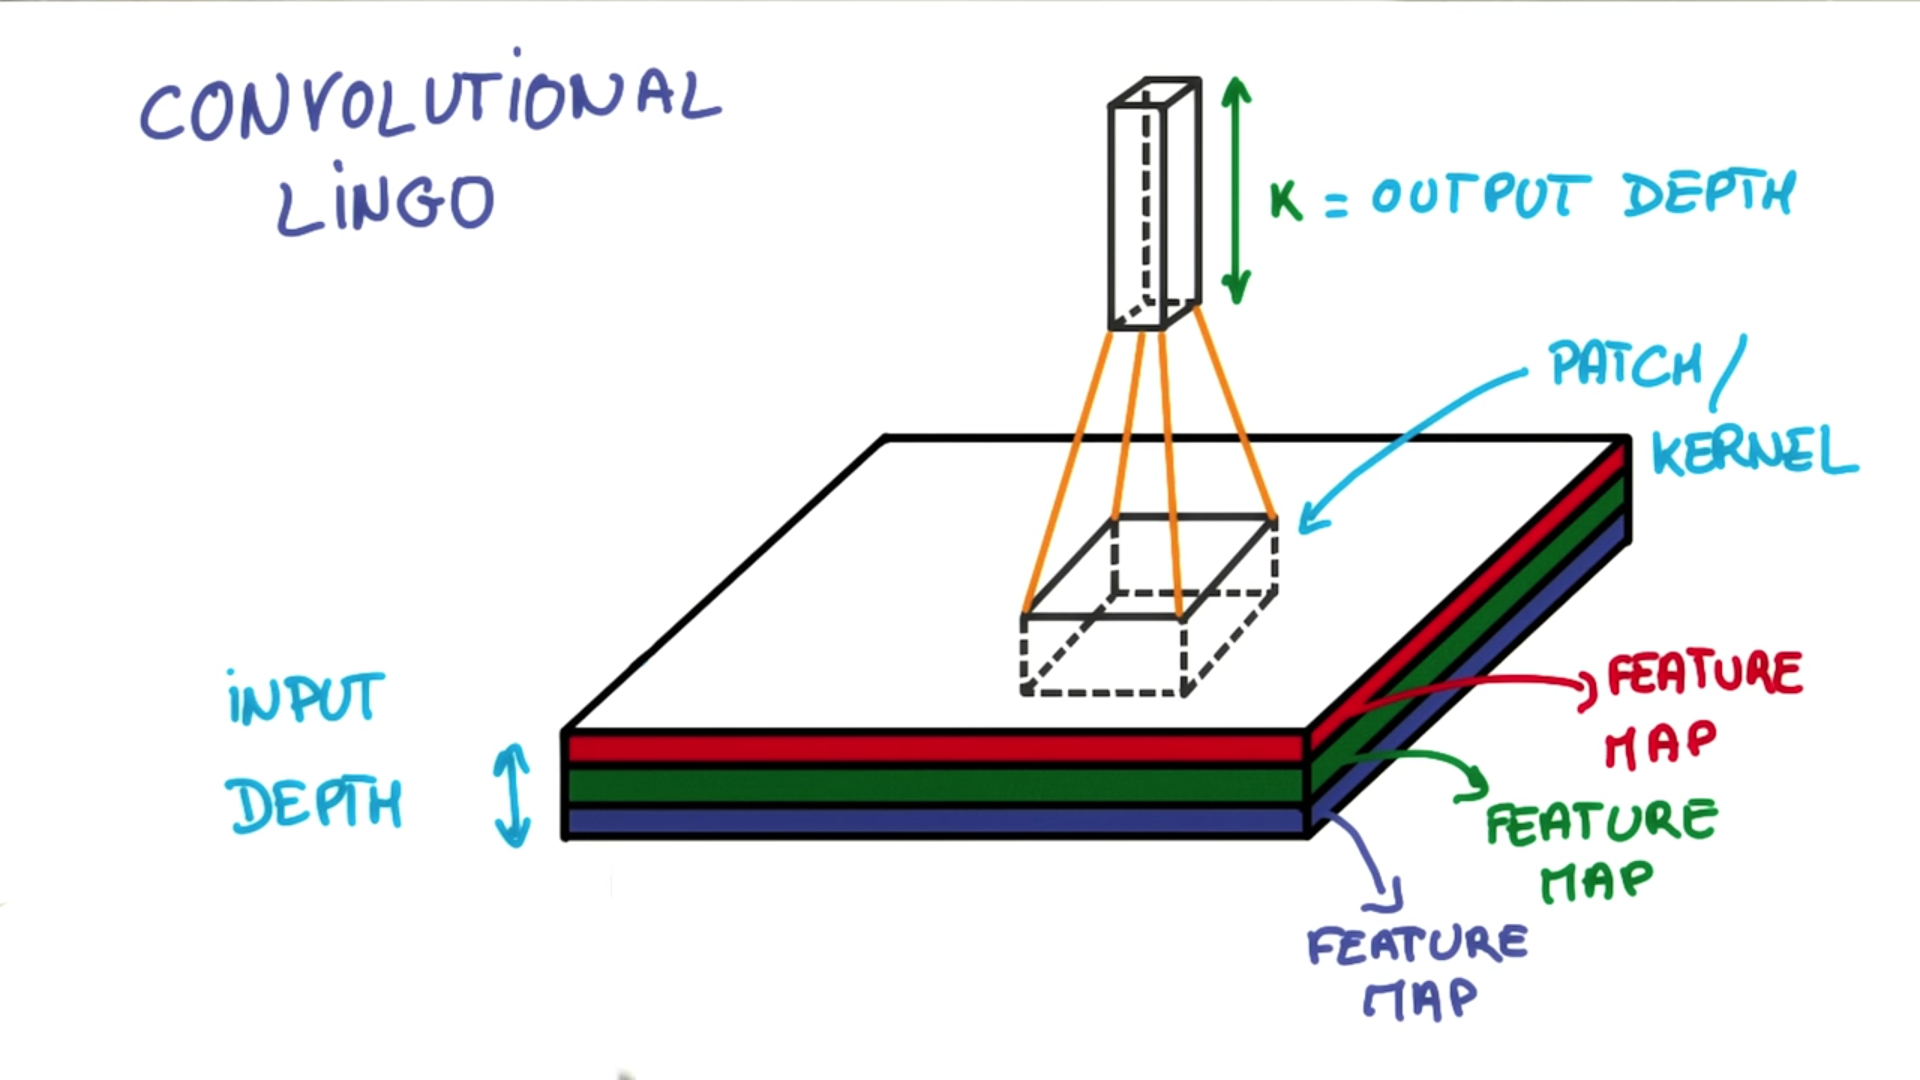 CONVOLUTIONAL
LINGO
K = OUTPUT DEPTH
PATCH/
KERNEL
INPUT
DEPTH
FEATURE
MAP
FEATURE
MAP
FEATURE
MAP